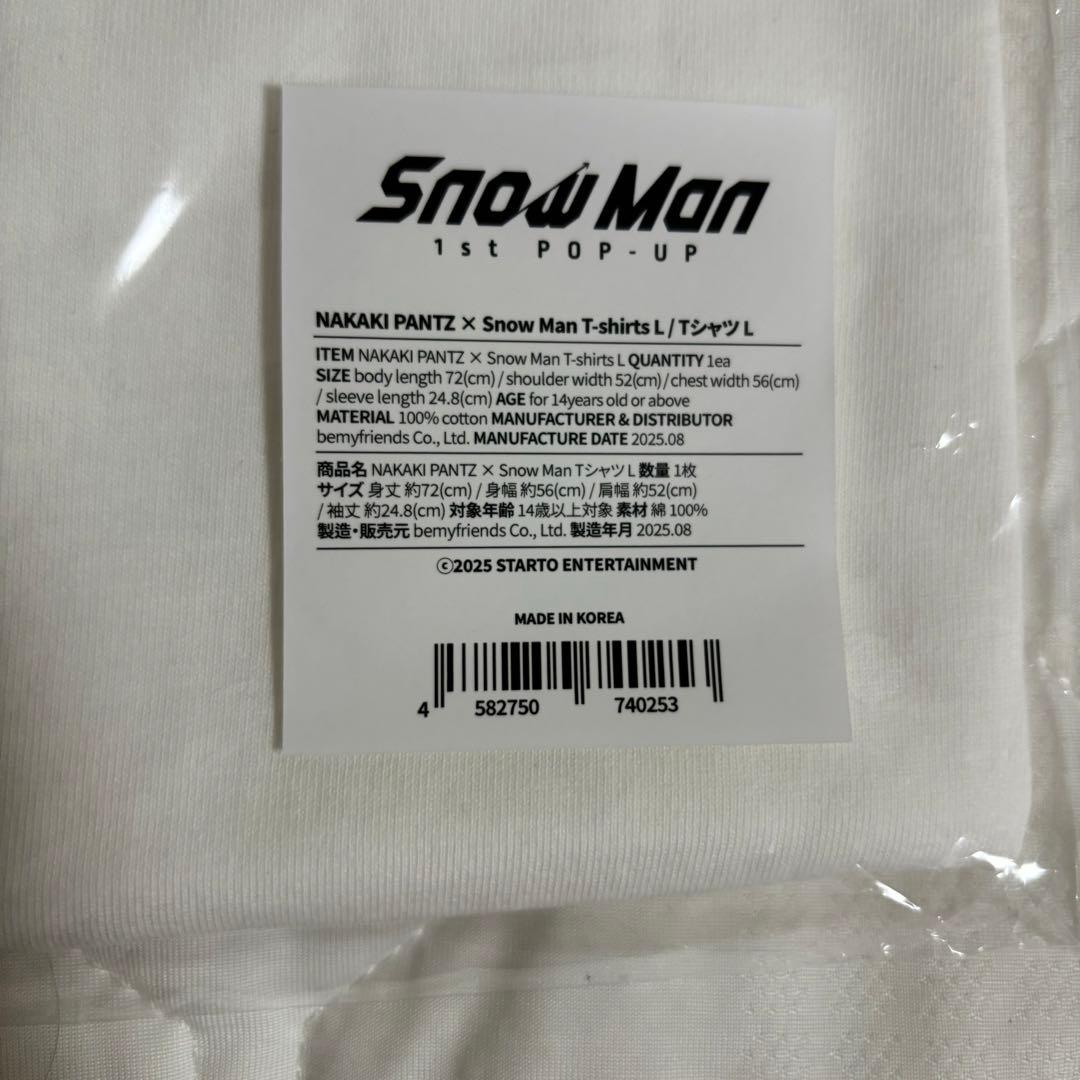 Snow Man
1st POP-UP
NAKAKI PANTZ × Snow Man T-shirts L / Tシャツ L
ITEM NAKAKI PANTZ × Snow Man T-shirts L QUANTITY 1ea
SIZE body length 72(cm) / shoulder width 52(cm) / chest width 56(cm)
/ sleeve length 24.8(cm) AGE for 14years old or above
MATERIAL 100% cotton MANUFACTURER & DISTRIBUTOR
bemyfriends Co., Ltd. MANUFACTURE DATE 2025.08
商品名 NAKAKI PANTZ × Snow Man Tシャツ L 数量 1枚
サイズ 身丈 約72(cm) / 身幅 約56(cm) / 肩幅 約52(cm)
/ 袖丈 約24.8(cm) 対象年齢 14歳以上対象 素材 綿 100%
製造・販売元 bemyfriends Co., Ltd. 製造年月 2025.08
ⓒ2025 STARTO ENTERTAINMENT
MADE IN KOREA
4 582750 740253